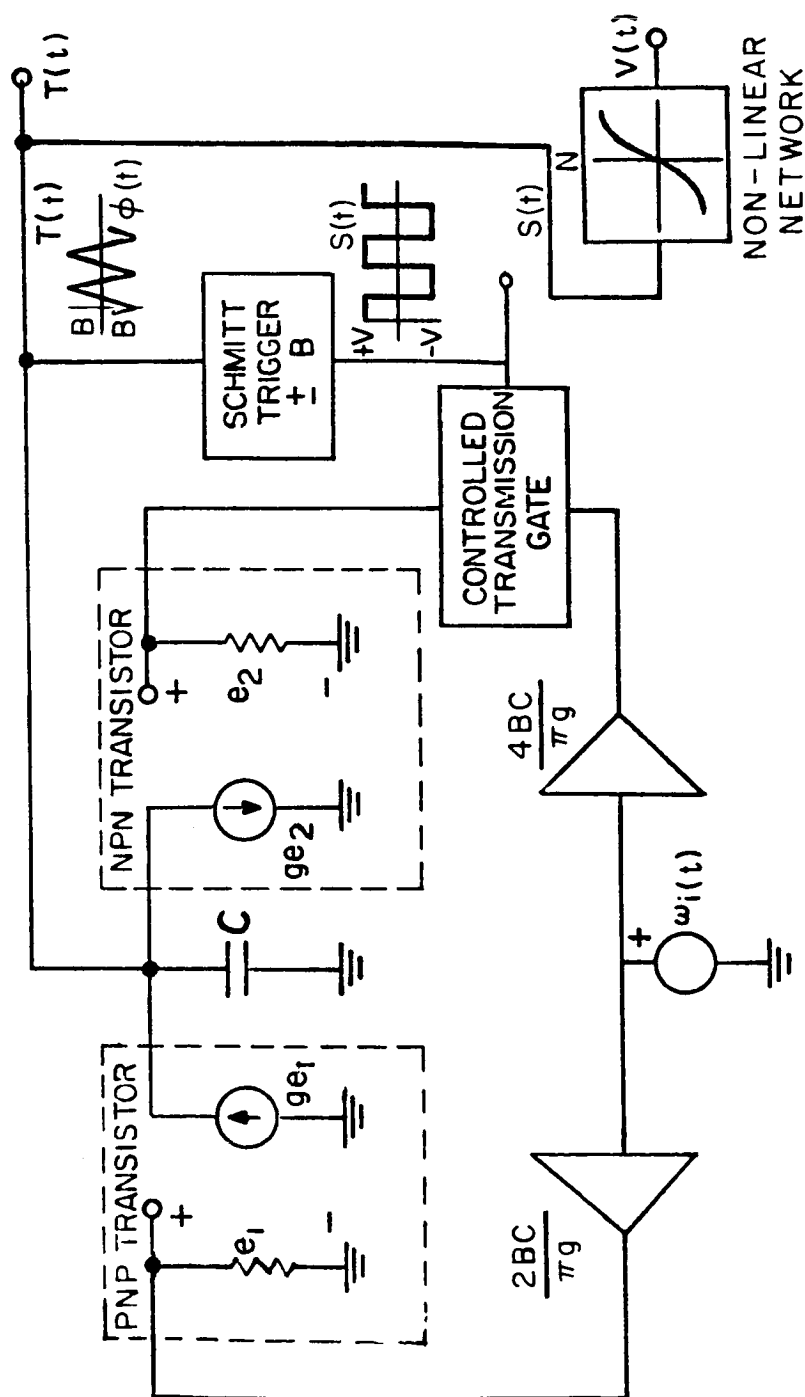 T(t)
T(t)
B
B
ϕ(t)
SCHMITT
TRIGGER
± B
S(t)
+V
-V
S(t)
N
V(t)
NON-LINEAR
NETWORK
PNP TRANSISTOR
+
e1
-
ge1
C
NPN TRANSISTOR
ge2
+
e2
-
CONTROLLED
TRANSMISSION
GATE
2BC
πg
+
ωi(t)
4BC
πg